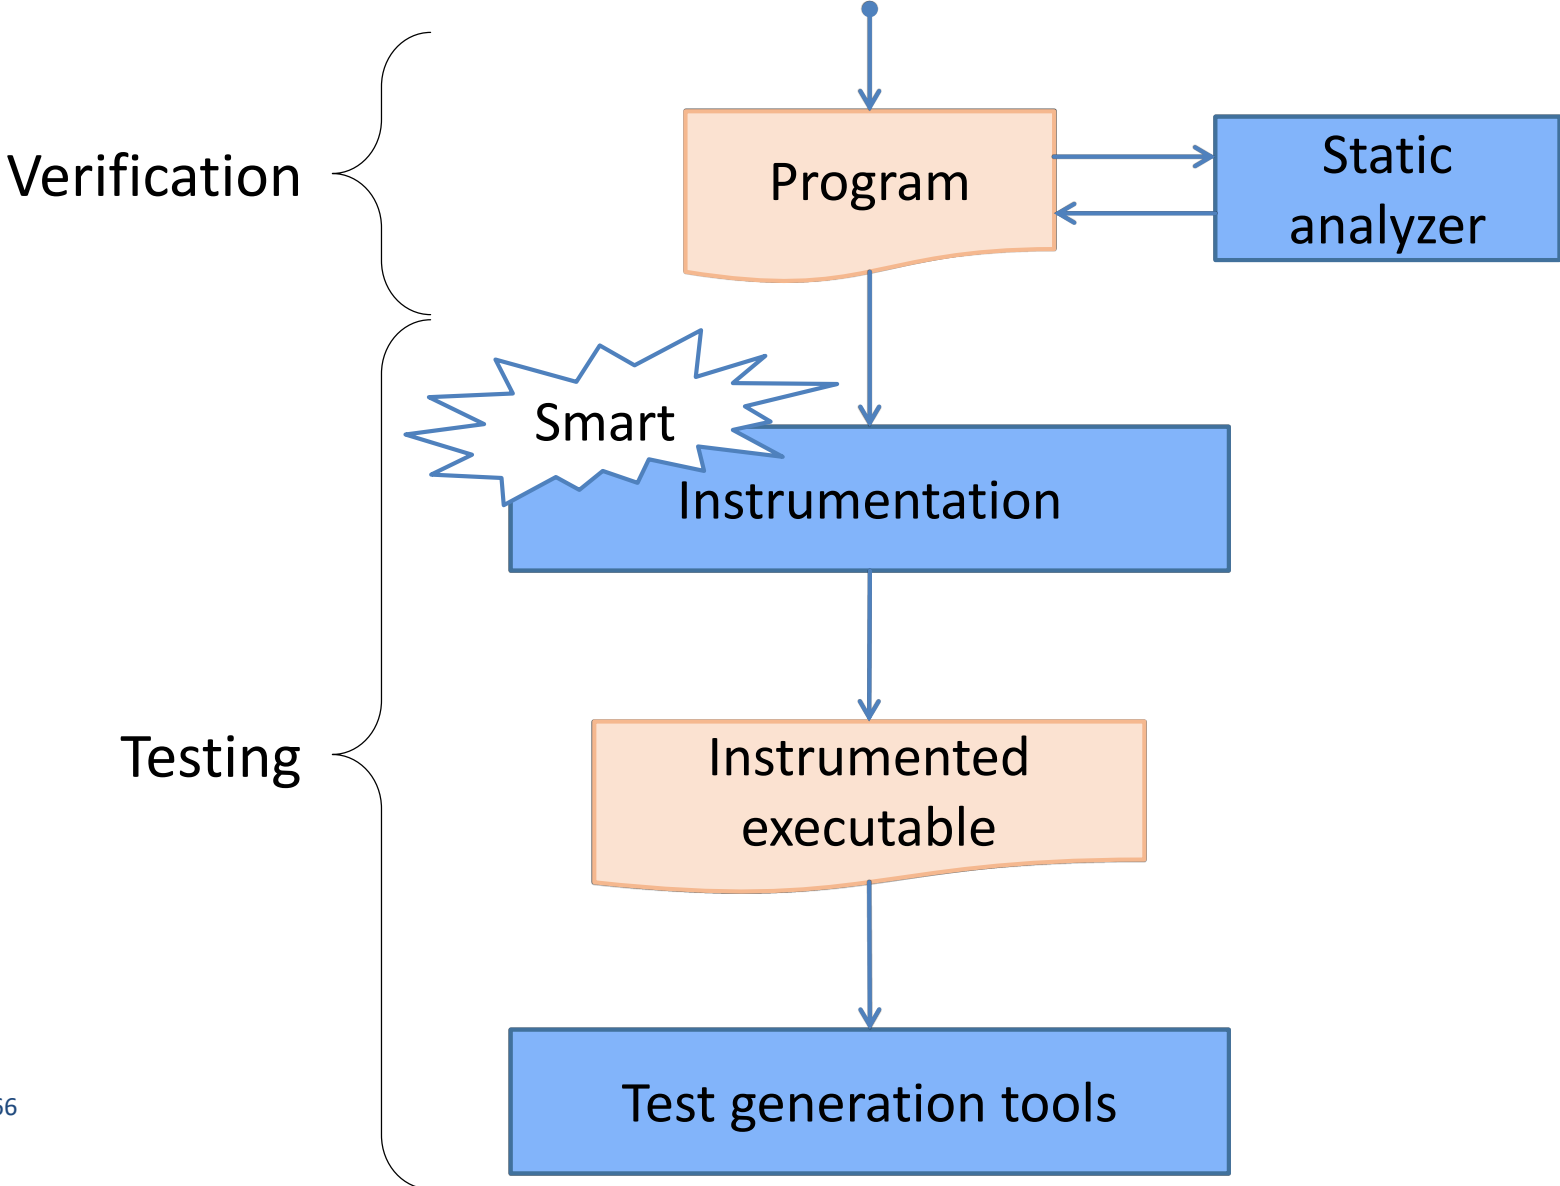 Verification
Program
Static
analyzer
Smart
Instrumentation
Testing
Instrumented
executable
Test generation tools